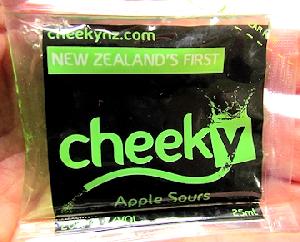 cheekynz.com
NEW ZEALAND'S FIRST
cheeky
Apple Sours
25ml